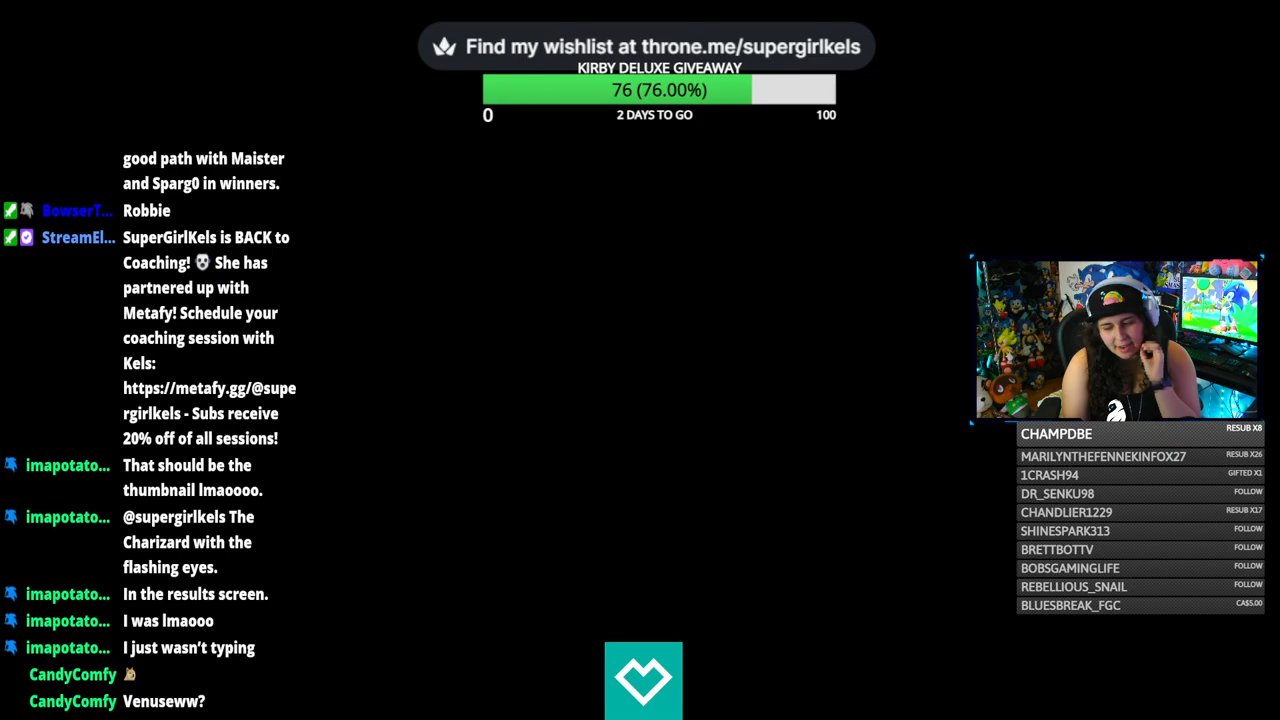 Find my wishlist at throne.me/supergirlkels
KIRBY DELUXE GIVEAWAY
76 (76.00%)
0
2 DAYS TO GO
100
good path with Maister
and Sparg0 in winners.
BowserT... Robbie
StreamEl... SuperGirlKels is BACK to
Coaching! She has
partnered up with
Metafy! Schedule your
coaching session with
Kels:
https://metafy.gg/@supe
rgirlkels - Subs receive
20% off of all sessions!
imapotato... That should be the
thumbnail lmaoooo.
imapotato... @supergirlkels The
Charizard with the
flashing eyes.
imapotato... In the results screen.
imapotato... I was lmaooo
imapotato... I just wasn't typing
CandyComfy
CandyComfy Venuseww?
CHAMPDBE RESUB X8
MARILYNTHEFENNEKINFOX27 RESUB X26
1CRASH94 GIFTED X1
DR_SENKU98 FOLLOW
CHANDLIER1229 RESUB X17
SHINESPARK313 FOLLOW
BRETTBOTTV FOLLOW
BOBSGAMINGLIFE FOLLOW
REBELLIOUS_SNAIL FOLLOW
BLUESBREAK_FGC CA$5.00